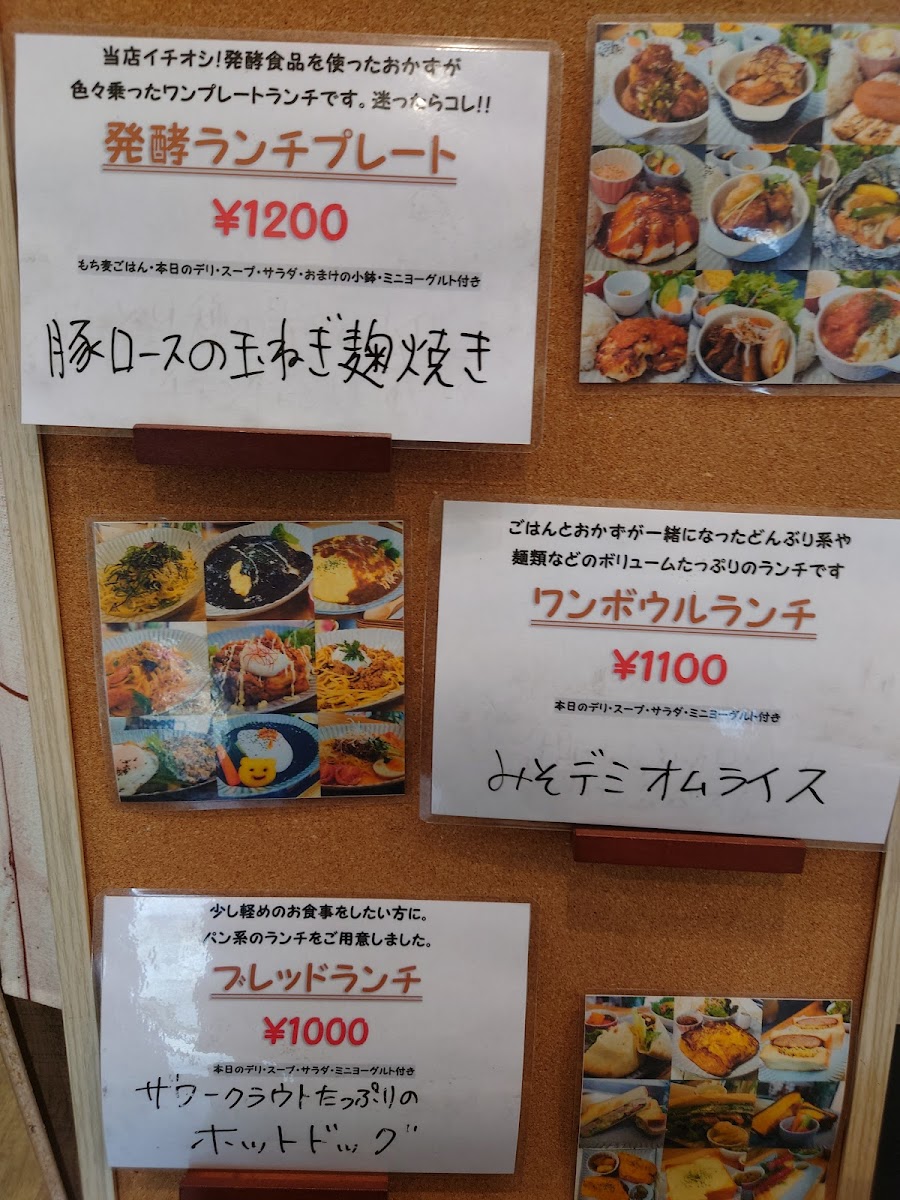 当店イチオシ!発酵食品を使ったおかずが
色々乗ったワンプレートランチです。迷ったらコレ!!
発酵ランチプレート
¥1200
もち麦ごはん・本日のデリ・スープ・サラダ・おまけの小鉢・ミニヨーグルト付き
豚ロースの玉ねぎ麹焼き
ごはんとおかずが一緒になったどんぶり系や
麺類などのボリュームたっぷりのランチです
ワンボウルランチ
¥1100
本日のデリ・スープ・サラダ・ミニヨーグルト付き
みそデミオムライス
少し軽めのお食事をしたい方に。
パン系のランチをご用意しました。
ブレッドランチ
¥1000
本日のデリ・スープ・サラダ・ミニヨーグルト付き
ザワークラウトたっぷりの
ホットドッグ